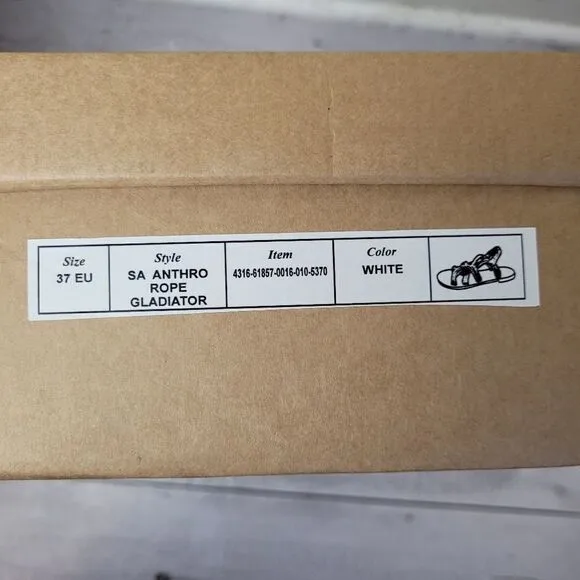 Size
37 EU
Style
SA ANTHRO
ROPE
GLADIATOR
Item
4316-61857-0016-010-5370
Color
WHITE